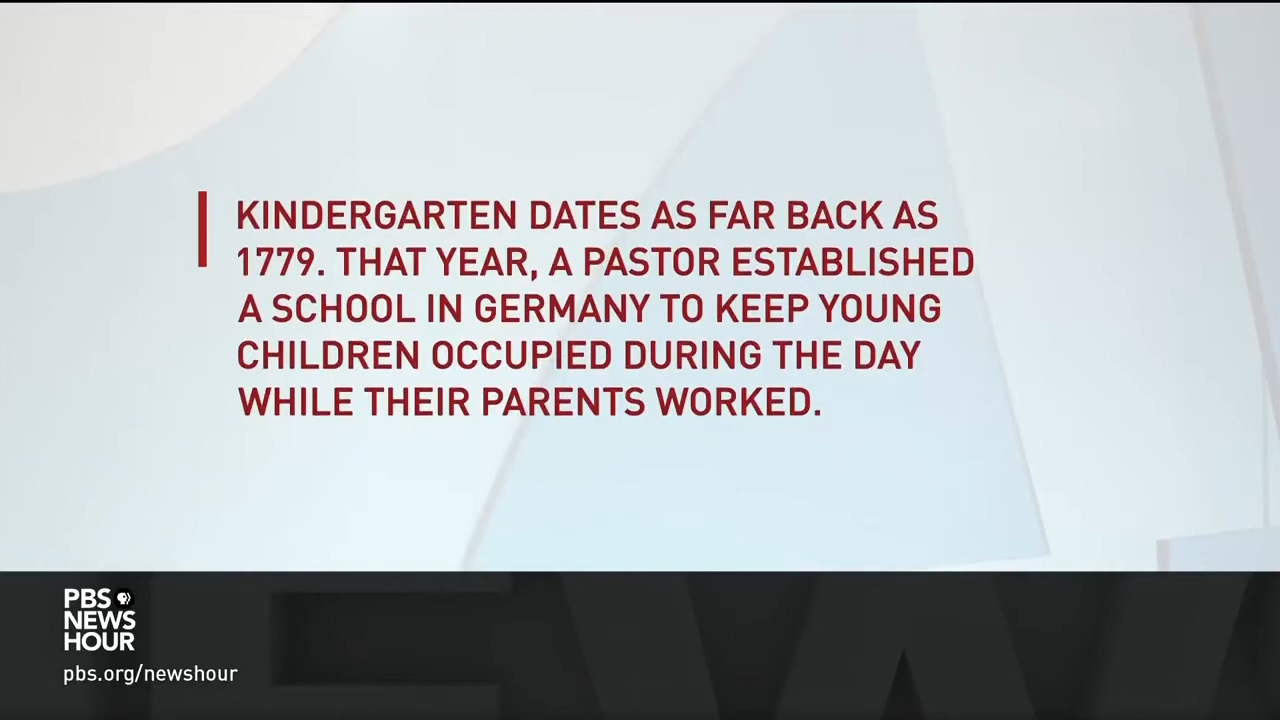 KINDERGARTEN DATES AS FAR BACK AS
1779. THAT YEAR, A PASTOR ESTABLISHED
A SCHOOL IN GERMANY TO KEEP YOUNG
CHILDREN OCCUPIED DURING THE DAY
WHILE THEIR PARENTS WORKED.
PBS
NEWS
HOUR
pbs.org/newshour